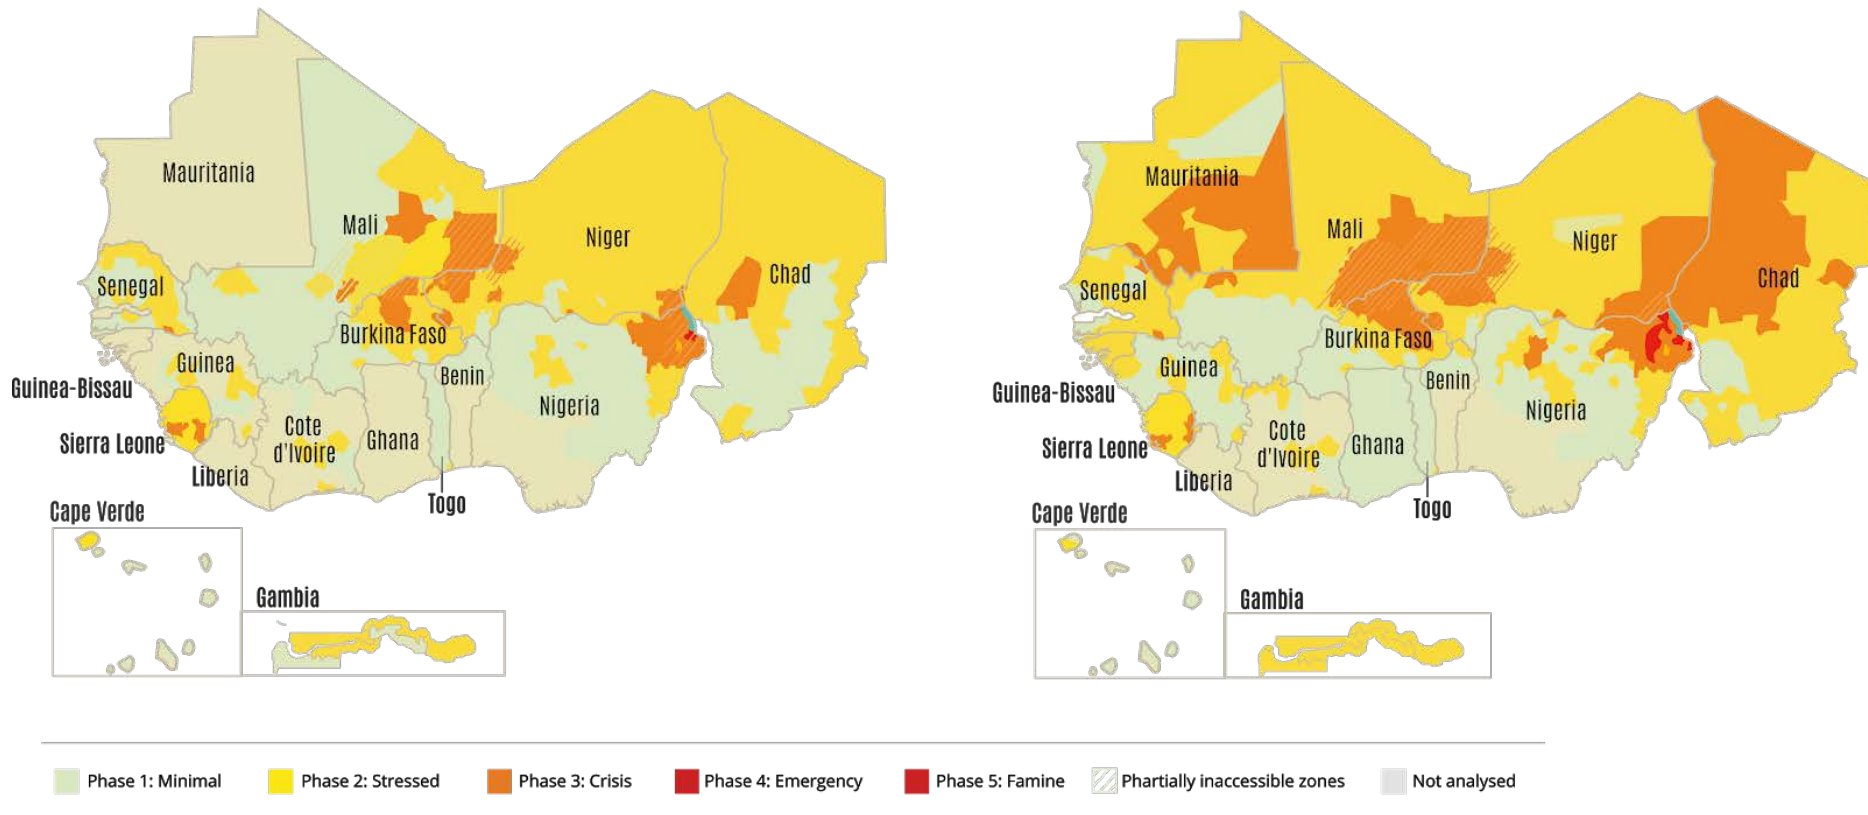 Mauritania
Mali
Niger
Chad
Senegal
Burkina Faso
Guinea
Benin
Guinea-Bissau
Nigeria
Sierra Leone
Cote
d'Ivoire
Ghana
Liberia
Togo
Cape Verde
Gambia
Mauritania
Mali
Niger
Chad
Senegal
Burkina Faso
Guinea
Benin
Guinea-Bissau
Nigeria
Sierra Leone
Cote
d'Ivoire
Ghana
Liberia
Togo
Cape Verde
Gambia
Phase 1: Minimal
Phase 2: Stressed
Phase 3: Crisis
Phase 4: Emergency
Phase 5: Famine
Phartially inaccessible zones
Not analysed